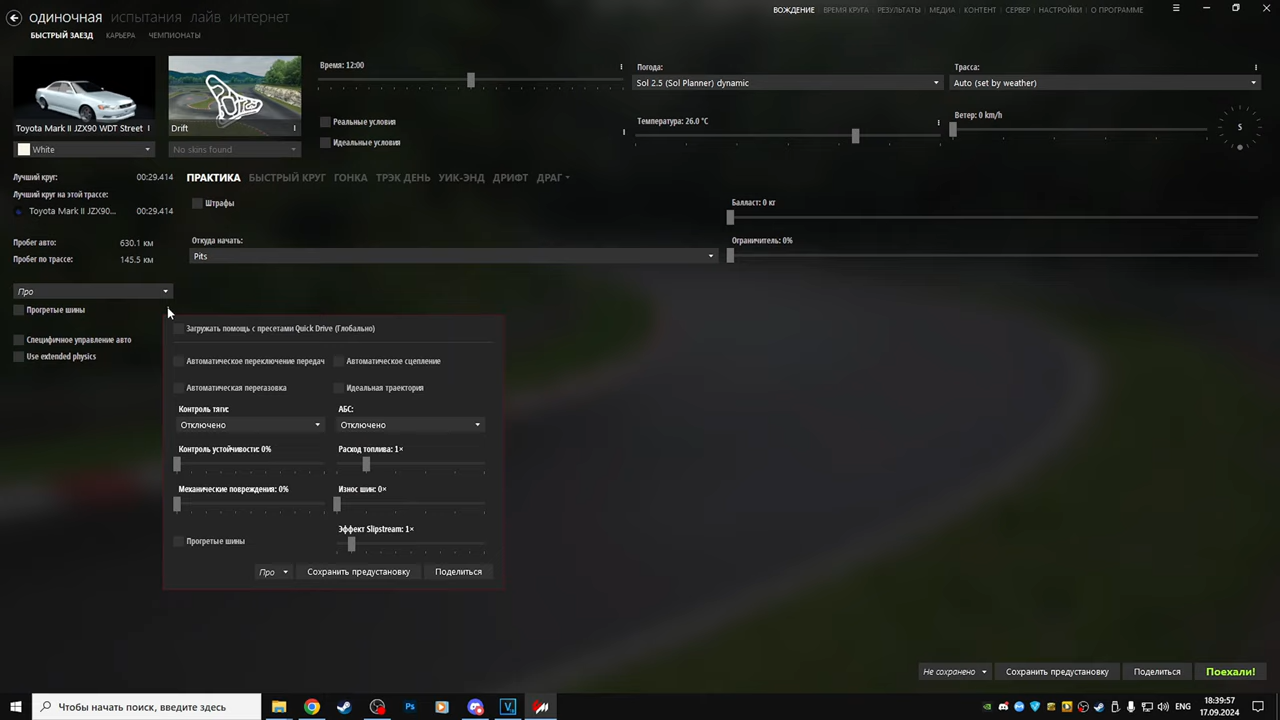 одиночная испытания лайв интернет
ВОЖДЕНИЕ ВРЕМЯ КРУГА РЕЗУЛЬТАТЫ МЕДИА КОНТЕНТ СЕРВЕР НАСТРОЙКИ О ПРОГРАММЕ
БЫСТРЫЙ ЗАЕЗД КАРЬЕРА ЧЕМПИОНАТЫ
Toyota Mark II JZX90 WDT Street
White
Drift
No skins found
Время: 12:00
Реальные условия
Идеальные условия
Погода:
Sol 2.5 (Sol Planner) dynamic
Трасса:
Auto (set by weather)
Температура: 26.0 °C
Ветер: 0 km/h
S
Лучший круг: 00:29.414
Лучший круг на этой трассе:
Toyota Mark II JZX90... 00:29.414
Пробег авто: 630.1 км
Пробег по трассе: 145.5 км
Про
Прогретые шины
Специфичное управление авто
Use extended physics
ПРАКТИКА БЫСТРЫЙ КРУГ ГОНКА ТРЭК ДЕНЬ УИК-ЭНД ДРИФТ ДРАГ
Штрафы
Откуда начать:
Pits
Балласт: 0 кг
Ограничитель: 0%
Загружать помощь с пресетами Quick Drive (Глобально)
Автоматическое переключение передач Автоматическое сцепление
Автоматическая перегазовка Идеальная траектория
Контроль тяги: АБС:
Отключено Отключено
Контроль устойчивости: 0% Расход топлива: 1×
Механические повреждения: 0% Износ шин: 0×
Эффект Slipstream: 1×
Прогретые шины
Про Сохранить предустановку Поделиться
Не сохранено Сохранить предустановку Поделиться Поехали!
Чтобы начать поиск, введите здесь
Ps
V
ENG
18:39:57
17.09.2024